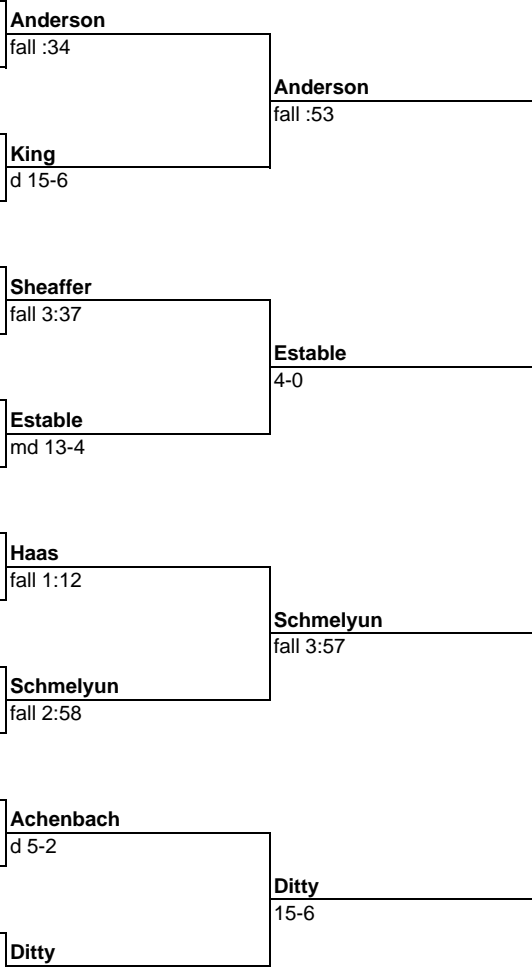 Anderson
fall :34
Anderson
fall :53
King
d 15-6
Sheaffer
fall 3:37
Estable
4-0
Estable
md 13-4
Haas
fall 1:12
Schmelyun
fall 3:57
Schmelyun
fall 2:58
Achenbach
d 5-2
Ditty
15-6
Ditty